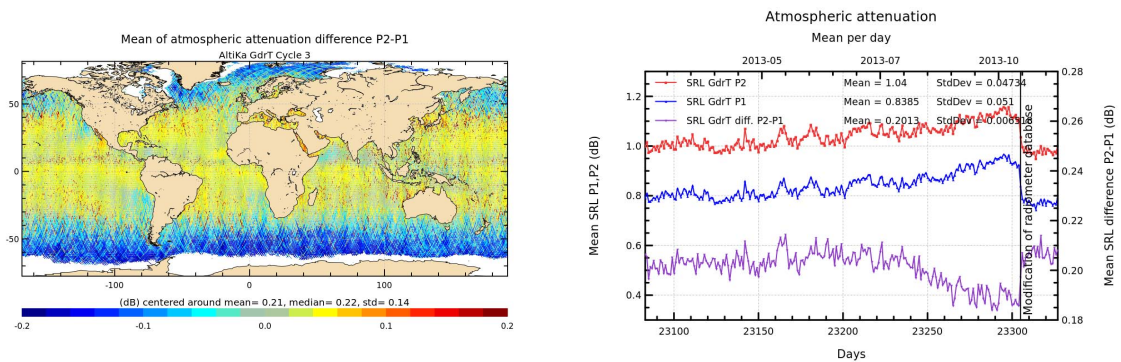 Mean of atmospheric attenuation difference P2-P1
AltiKa GdrT Cycle 3
50
0
-50
-100
0
100
(dB) centered around mean= 0.21, median= 0.22, std= 0.14
-0.2
-0.1
0.0
0.1
0.2
Atmospheric attenuation
Mean per day
2013-05
2013-07
2013-10
SRL GdrT P2 Mean = 1.04 StdDev = 0.04734
SRL GdrT P1 Mean = 0.8385 StdDev = 0.051
SRL GdrT diff. P2-P1 Mean = 0.2013 StdDev =
Modification of radiometer database
Mean SRL P1,P2 (dB)
1.2
1.0
0.8
0.6
0.4
Mean SRL difference P2-P1 (dB)
0.28
0.26
0.24
0.22
0.20
0.18
23100
23150
23200
23250
23300
Days